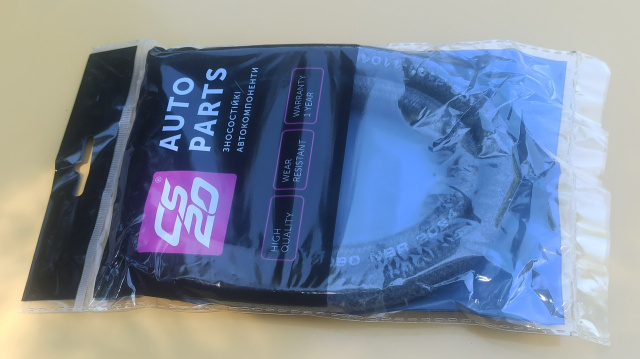 AUTO
PARTS
ЗНОСОСТІЙКІ
АВТОКОМПОНЕНТИ
CS
20
®
HIGH
QUALITY
WEAR
RESISTANT
WARRANTY
1 YEAR